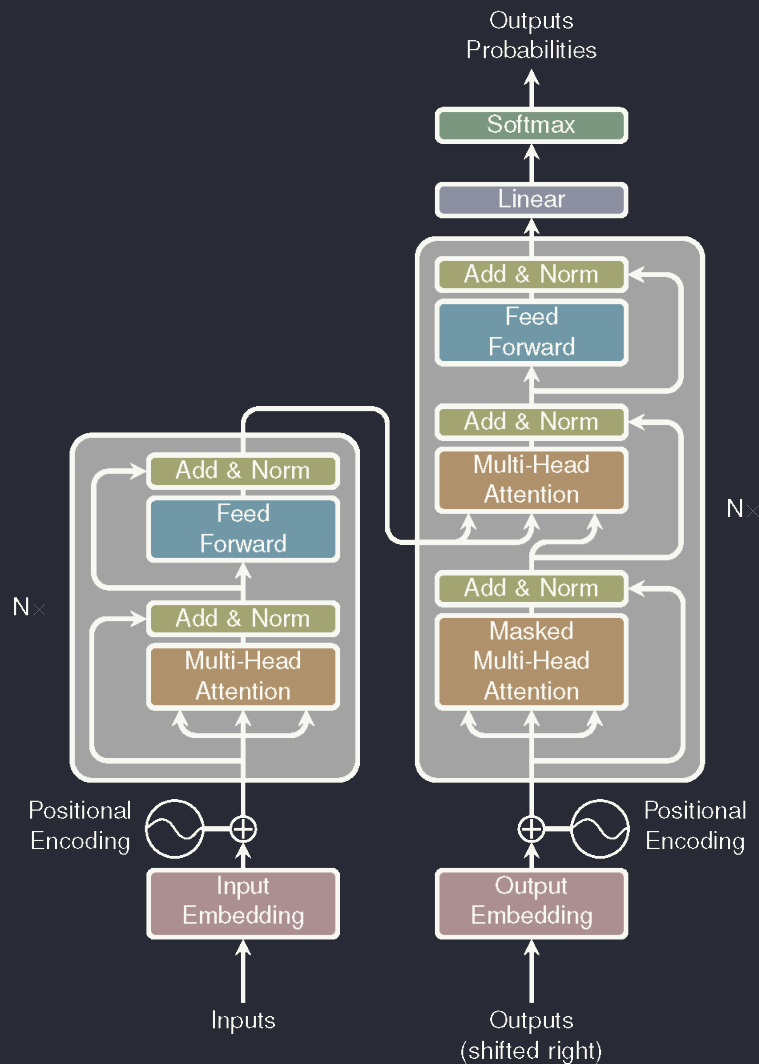 Outputs
Probabilities
Softmax
Linear
Add & Norm
Feed
Forward
Add & Norm
Multi-Head
Attention
N×
Add & Norm
Masked
Multi-Head
Attention
Add & Norm
Feed
Forward
N×
Add & Norm
Multi-Head
Attention
Positional
Encoding
Positional
Encoding
Input
Embedding
Output
Embedding
Inputs
Outputs
(shifted right)